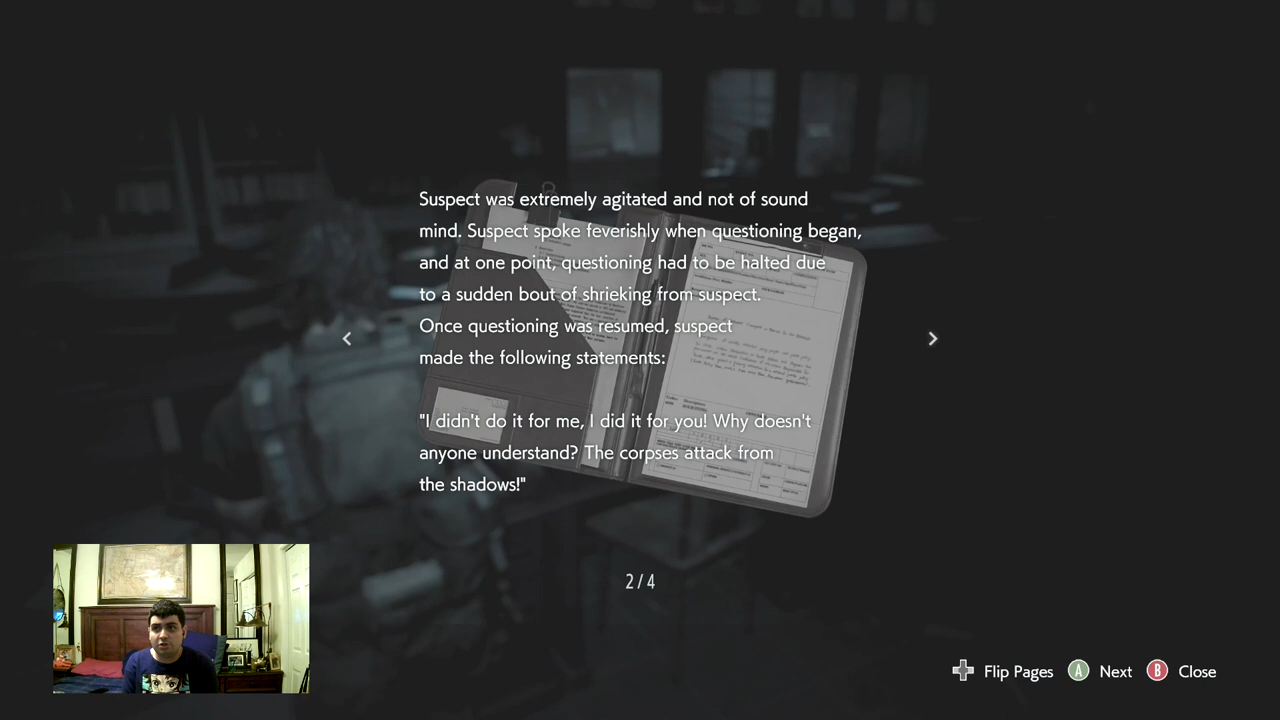 Suspect was extremely agitated and not of sound
mind. Suspect spoke feverishly when questioning began,
and at one point, questioning had to be halted due
to a sudden bout of shrieking from suspect.
Once questioning was resumed, suspect
made the following statements:
"I didn't do it for me, I did it for you! Why doesn't
anyone understand? The corpses attack from
the shadows!"
2/4
Flip Pages A Next B Close